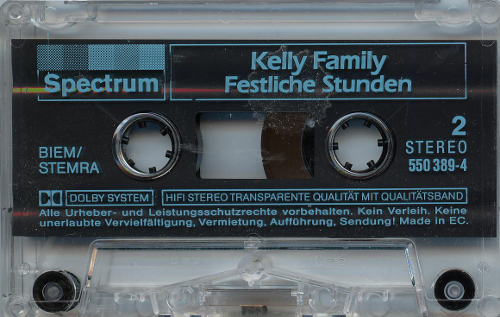 Kelly Family
Spectrum
Festliche Stunden
2
BIEM/
STEMRA
STEREO
550 389-4
DOLBY SYSTEM
HIFI STEREO TRANSPARENTE QUALITÄT MIT QUALITÄTSBAND
Alle Urheber- und Leistungsschutzrechte vorbehalten. Kein Verleih. Keine
unerlaubte Vervielfältigung, Vermietung, Aufführung, Sendung! Made in EC.